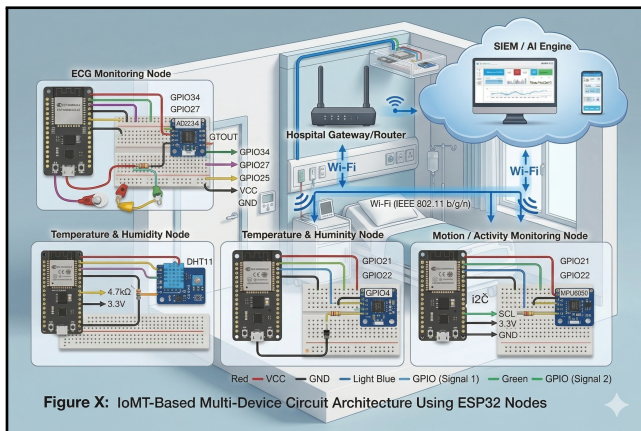 SIEM / AI Engine
ECG Monitoring Node
GPIO34
GPIO27
AD234
GTOUT
GPIO34
GPIO27
GPIO25
VCC
GND
Hospital Gateway/Router
Wi-Fi
Wi-Fi
Wi-Fi (IEEE 802.11 b/g/n)
Temperature & Humidity Node
DHT11
4.7kΩ
3.3V
Temperature & Huminity Node
GPIO21
GPIO22
GPIO4
Motion / Activity Monitoring Node
GPIO21
GPIO22
i2C
MPU6050
SCL
3.3V
GND
Red — VCC — GND — Light Blue — GPIO (Signal 1) — Green — GPIO (Signal 2)
Figure X: IoMT-Based Multi-Device Circuit Architecture Using ESP32 Nodes